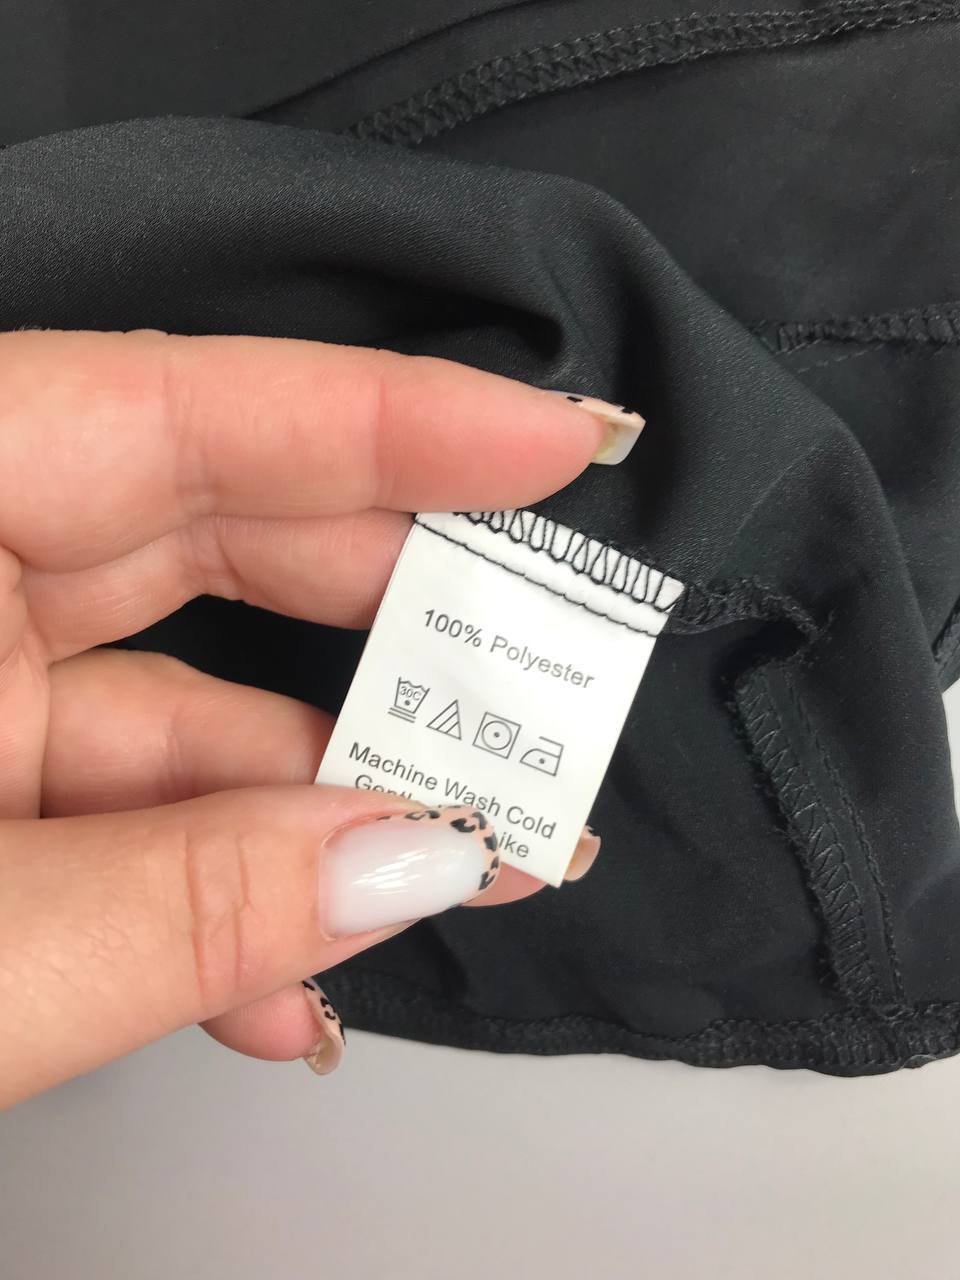 100% Polyester
30C
Machine Wash Cold